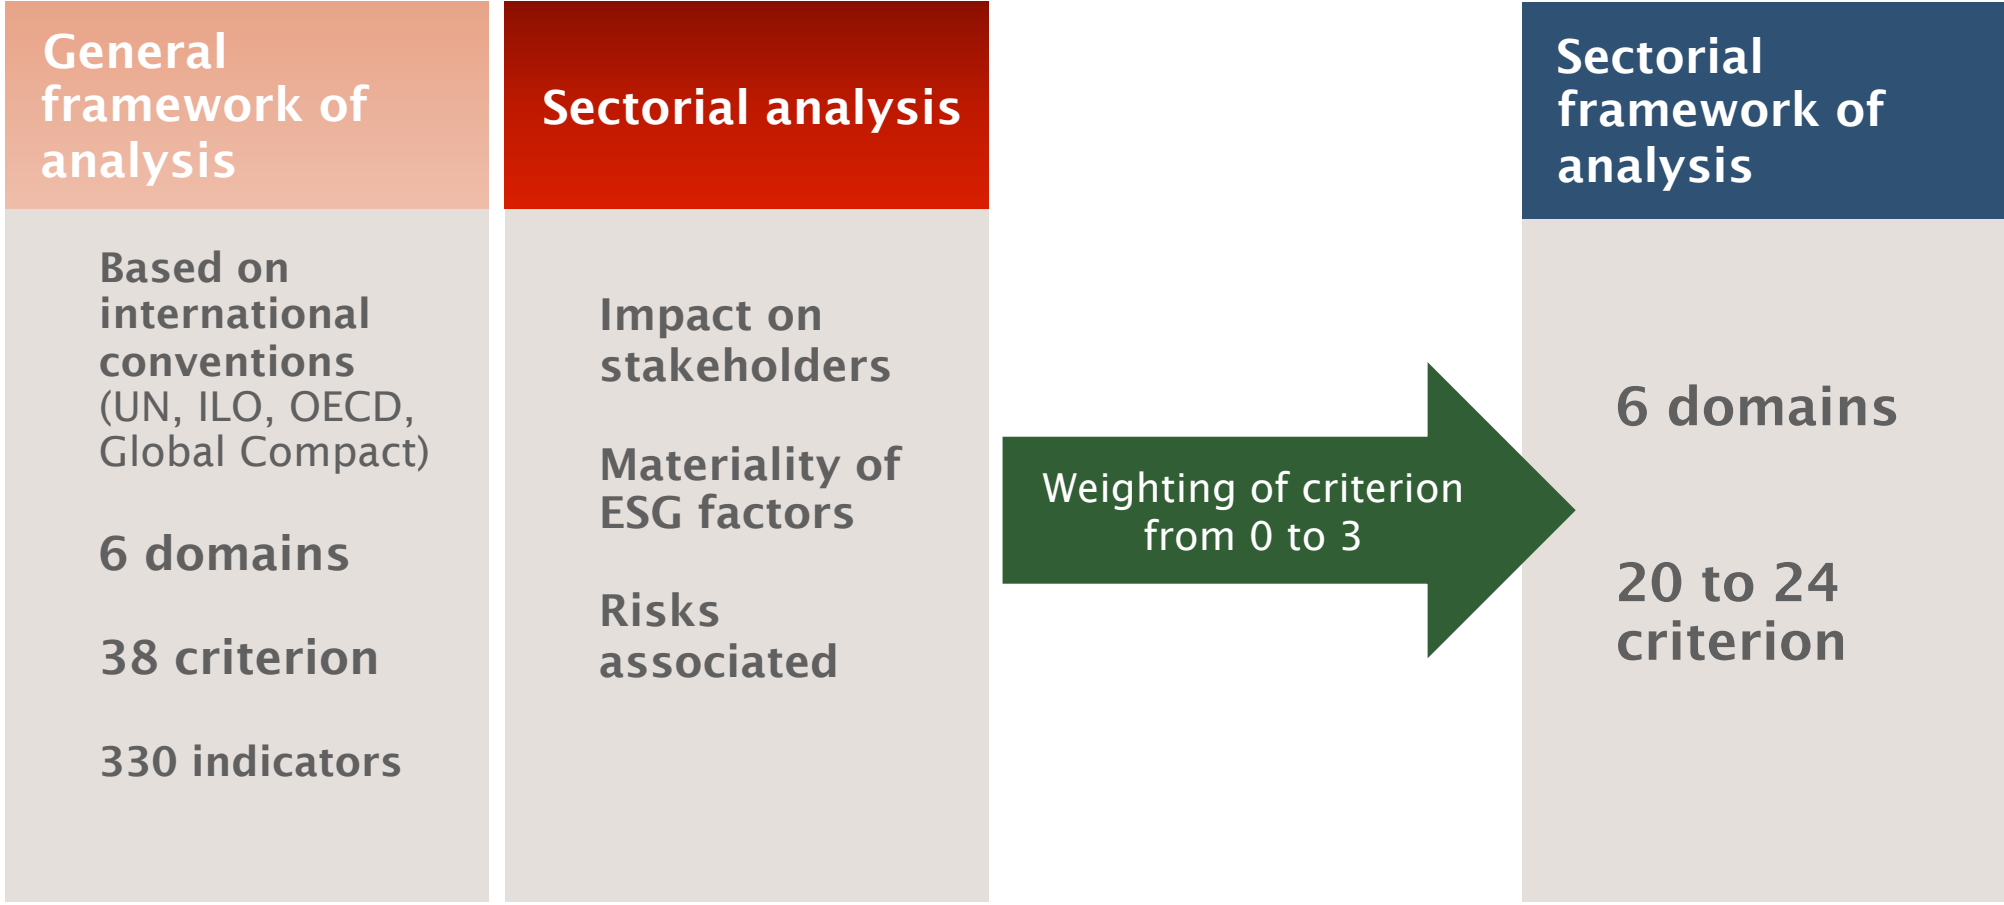 General
framework of
analysis
Based on
international
conventions
(UN, ILO, OECD,
Global Compact)
6 domains
38 criterion
330 indicators
Sectorial analysis
Impact on
stakeholders
Materiality of
ESG factors
Risks
associated
Weighting of criterion
from 0 to 3
Sectorial
framework of
analysis
6 domains
20 to 24
criterion